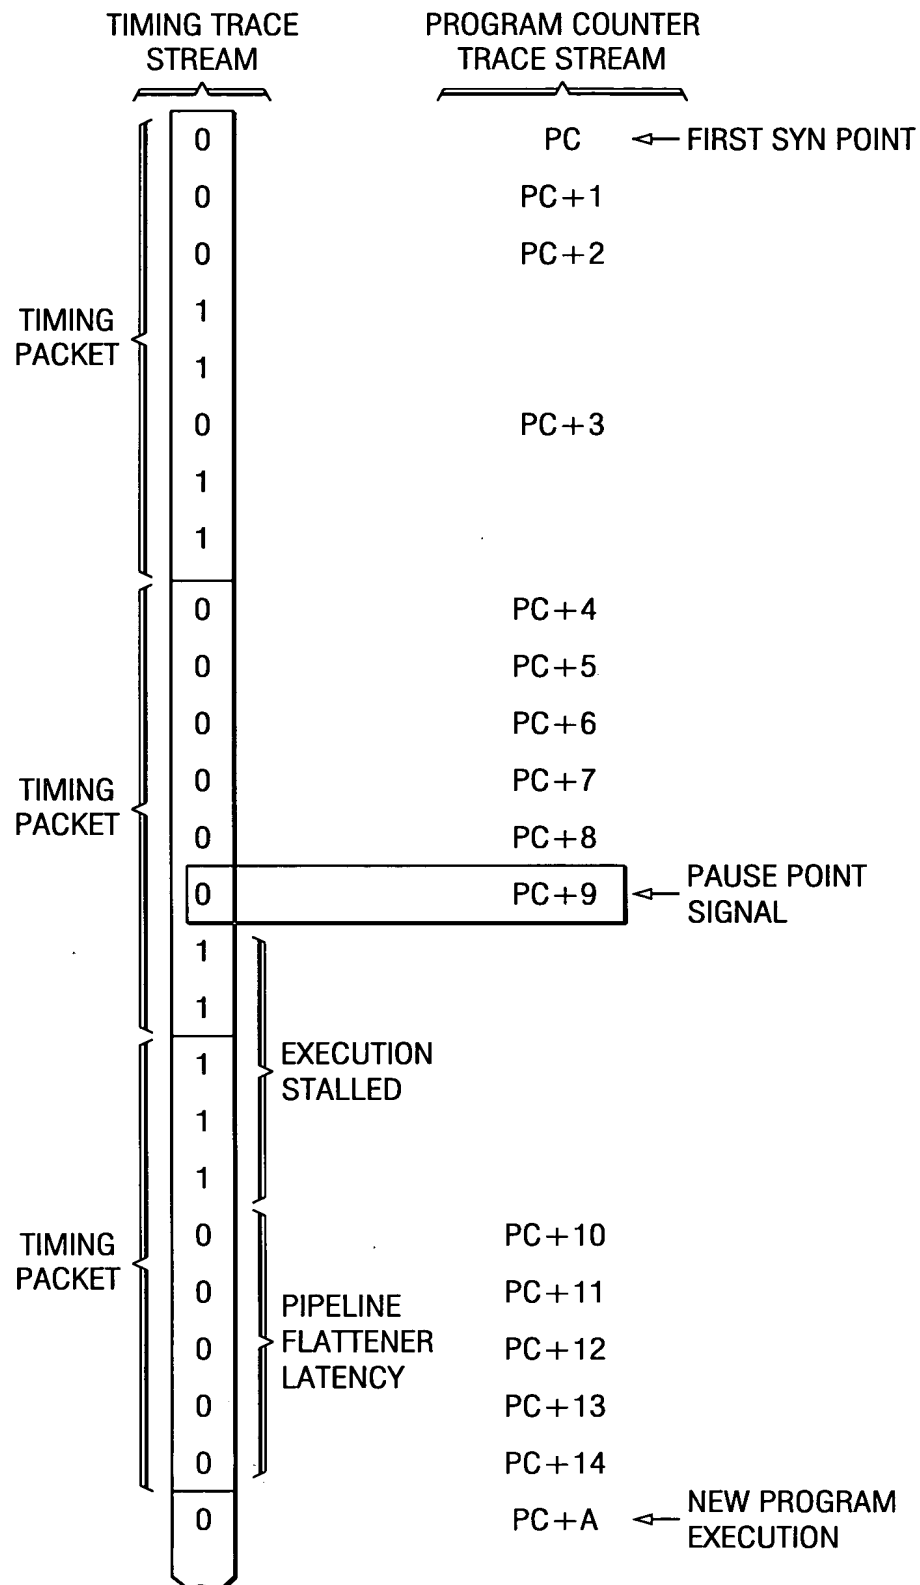 TIMING TRACE
STREAM
PROGRAM COUNTER
TRACE STREAM
0 PC FIRST SYN POINT
0 PC+1
0 PC+2
1
TIMING
PACKET
1
0 PC+3
1
1
0 PC+4
0 PC+5
0 PC+6
TIMING
PACKET
0 PC+7
0 PC+8
0 PC+9 PAUSE POINT
SIGNAL
1
1
1 EXECUTION
STALLED
1
1
TIMING
PACKET
0 PC+10
0 PC+11
PIPELINE
FLATTENER
LATENCY
0 PC+12
0 PC+13
0 PC+14
0 PC+A NEW PROGRAM
EXECUTION